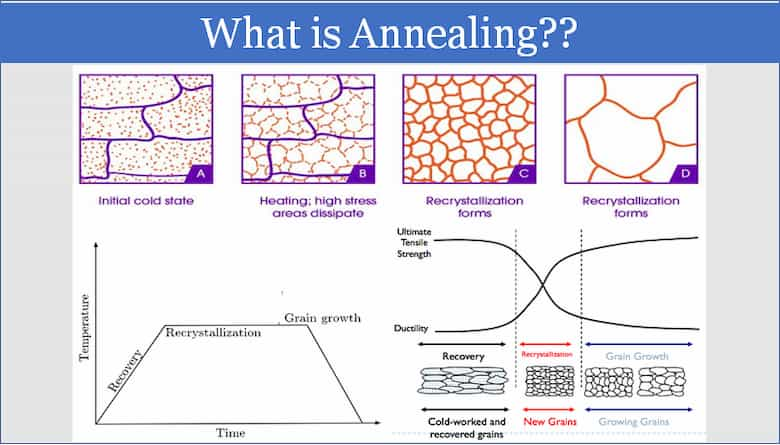 What is Annealing??
A
B
C
D
Initial cold state
Heating; high stress
areas dissipate
Recrystallization
forms
Recrystallization
forms
Temperature
Recovery
Recrystallization
Grain growth
Time
Ultimate
Tensile
Strength
Ductility
Recovery
Recrystallization
Grain Growth
Cold-worked and
recovered grains
New Grains
Growing Grains